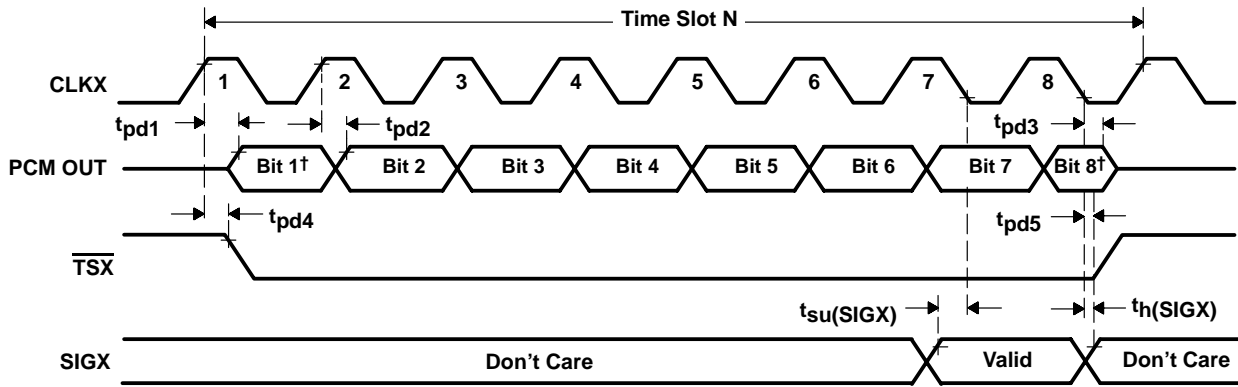 Time Slot N
CLKX
1 2 3 4 5 6 7 8
tpd1 tpd2 tpd3
PCM OUT
Bit 1† Bit 2 Bit 3 Bit 4 Bit 5 Bit 6 Bit 7 Bit 8†
tpd4 tpd5
TSX
tsu(SIGX) th(SIGX)
SIGX
Don't Care Valid Don't Care